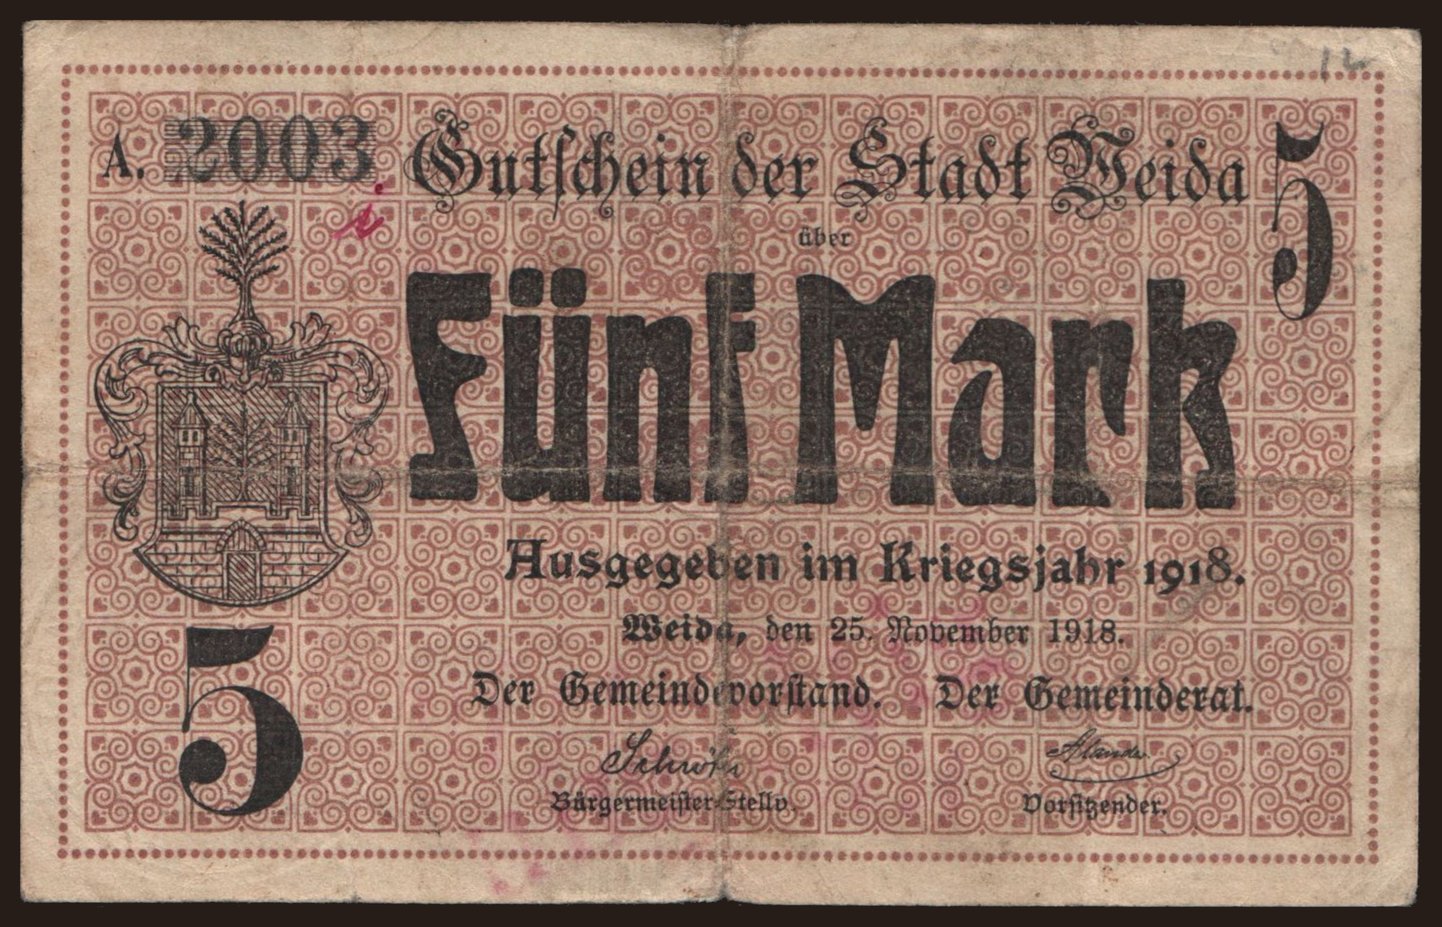 12
A. 2003
Gutschein der Stadt Weida
5
über
Fünf Mark
Ausgegeben im Kriegsjahr 1918.
Weida, den 25. November 1918.
5
Der Gemeindevorstand. Der Gemeinderat.
Bürgermeister-Stellv. Vorsitzender.